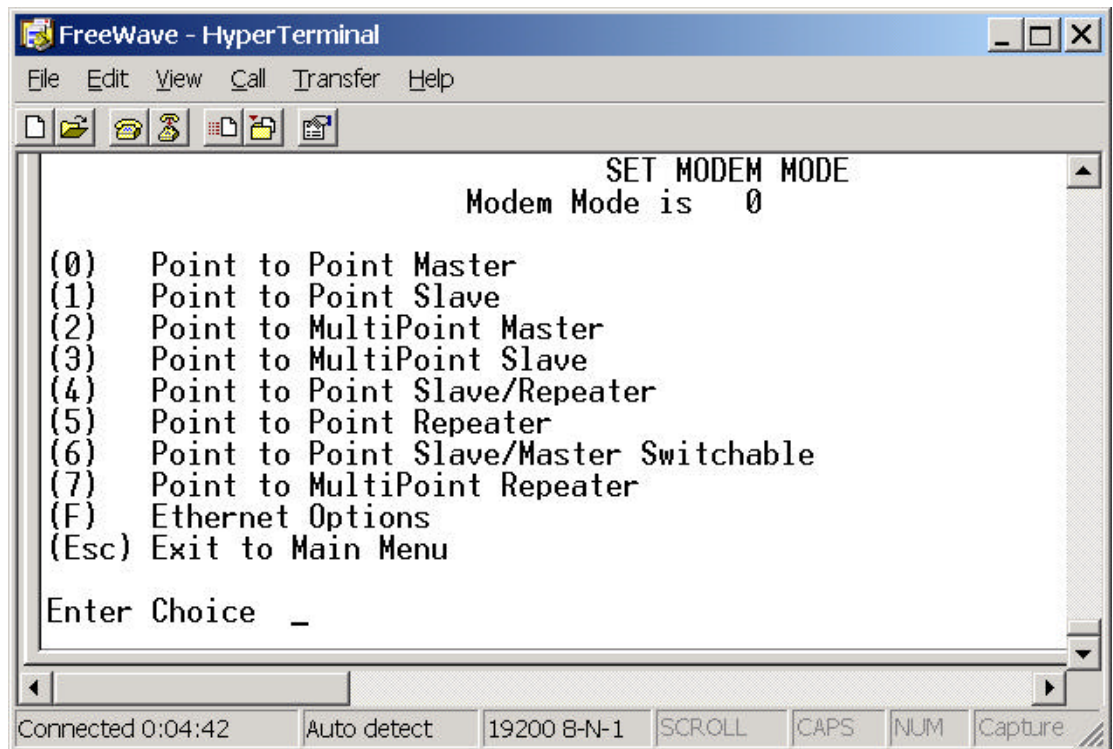 FreeWave - HyperTerminal
File Edit View Call Transfer Help
SET MODEM MODE
Modem Mode is 0
(0) Point to Point Master
(1) Point to Point Slave
(2) Point to MultiPoint Master
(3) Point to MultiPoint Slave
(4) Point to Point Slave/Repeater
(5) Point to Point Repeater
(6) Point to Point Slave/Master Switchable
(7) Point to MultiPoint Repeater
(F) Ethernet Options
(Esc) Exit to Main Menu
Enter Choice _
Connected 0:04:42 Auto detect 19200 8-N-1 SCROLL CAPS NUM Capture